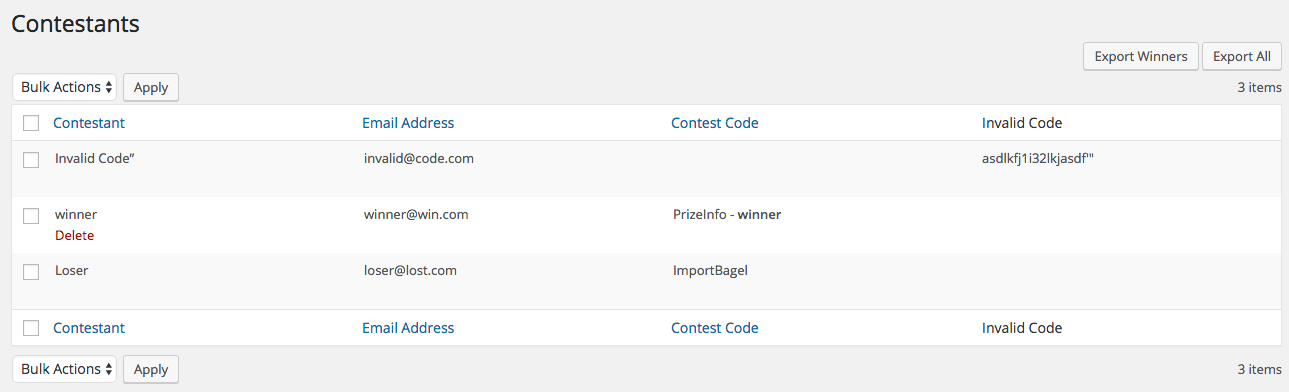 Contestants
Export Winners Export All
Bulk Actions Apply 3 items
Contestant Email Address Contest Code Invalid Code
Invalid Code” invalid@code.com asdlkfj1i32lkjasdf'"
winner winner@win.com PrizeInfo - winner
Delete
Loser loser@lost.com ImportBagel
Contestant Email Address Contest Code Invalid Code
Bulk Actions Apply 3 items